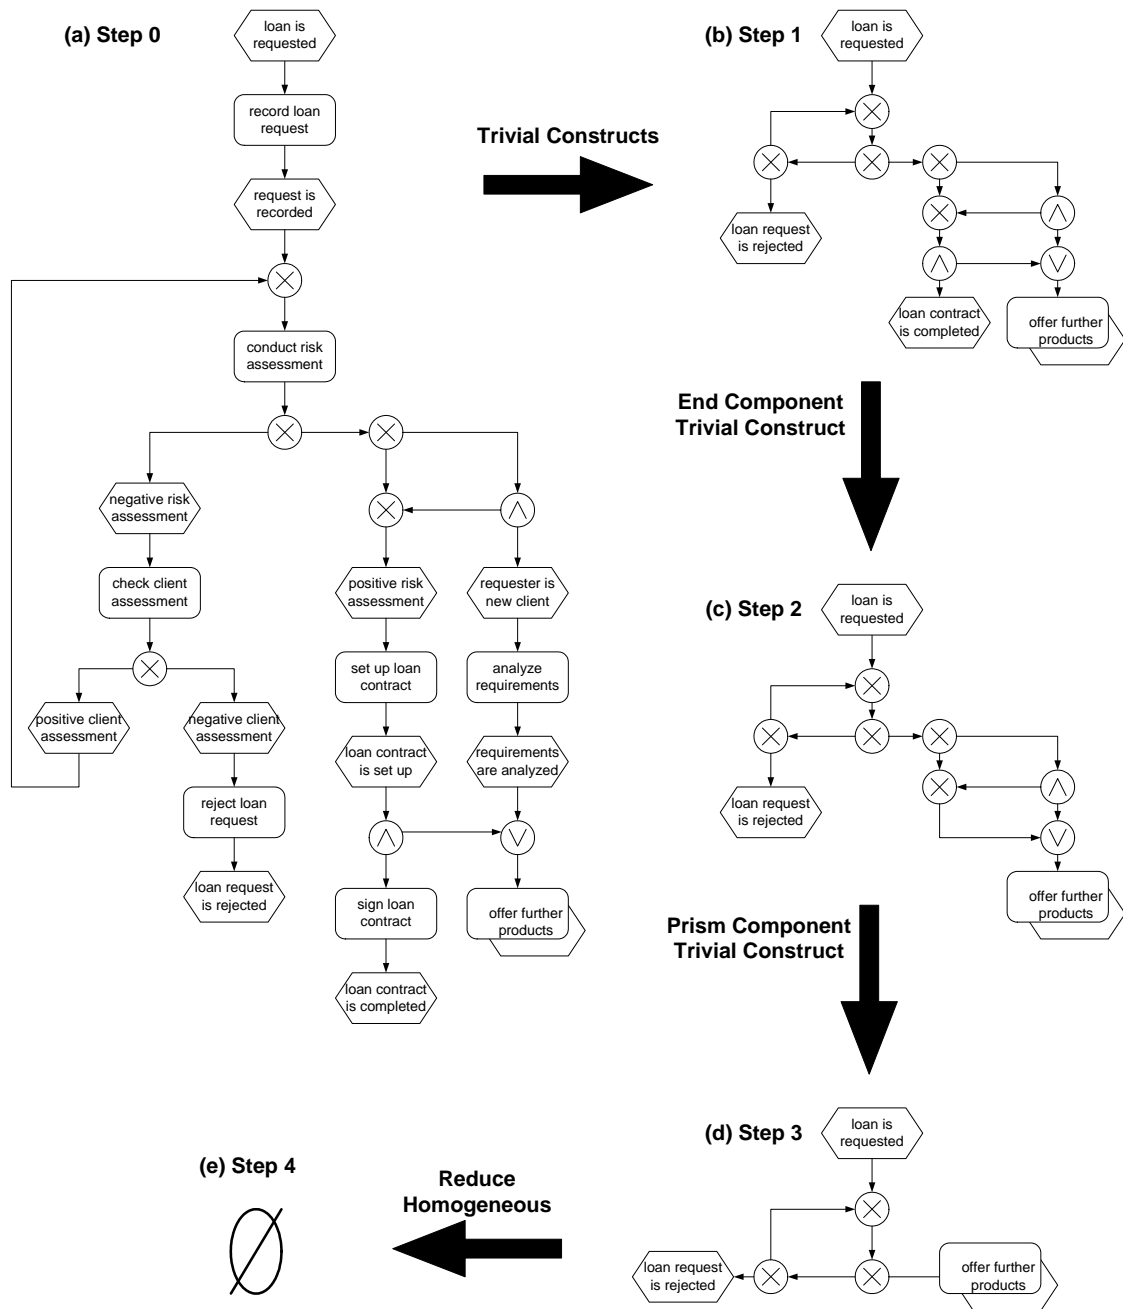 (a) Step 0
loan is
requested
record loan
request
request is
recorded
conduct risk
assessment
negative risk
assessment
check client
assessment
positive client
assessment
negative client
assessment
reject loan
request
loan request
is rejected
positive risk
assessment
requester is
new client
set up loan
contract
analyze
requirements
loan contract
is set up
requirements
are analyzed
sign loan
contract
offer further
products
loan contract
is completed
Trivial Constructs
(b) Step 1
loan is
requested
loan request
is rejected
loan contract
is completed
offer further
products
End Component
Trivial Construct
(c) Step 2
loan is
requested
loan request
is rejected
offer further
products
Prism Component
Trivial Construct
(d) Step 3
loan is
requested
loan request
is rejected
offer further
products
Reduce
Homogeneous
(e) Step 4